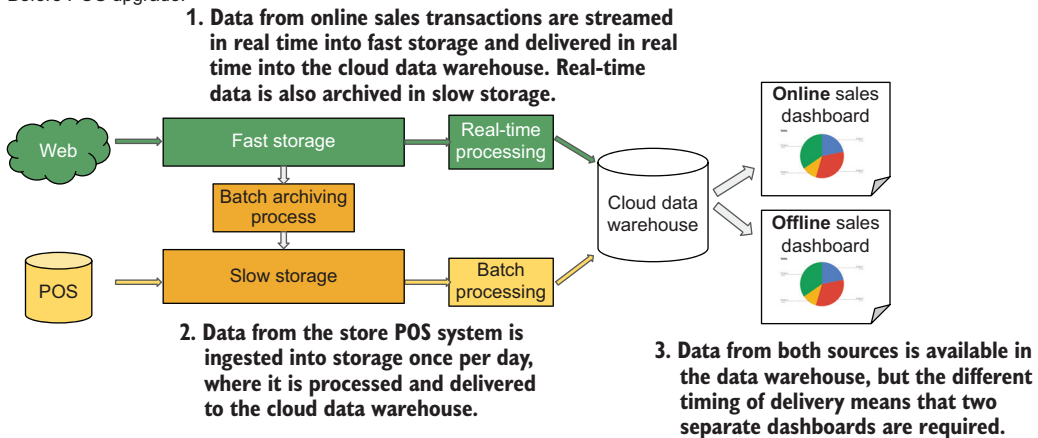 Before POS upgrade:
1. Data from online sales transactions are streamed
in real time into fast storage and delivered in real
time into the cloud data warehouse. Real-time
data is also archived in slow storage.
Web
Fast storage
Real-time
processing
Batch archiving
process
POS
Slow storage
Batch
processing
Cloud data
warehouse
Online sales
dashboard
Offline sales
dashboard
2. Data from the store POS system is
ingested into storage once per day,
where it is processed and delivered
to the cloud data warehouse.
3. Data from both sources is available in
the data warehouse, but the different
timing of delivery means that two
separate dashboards are required.